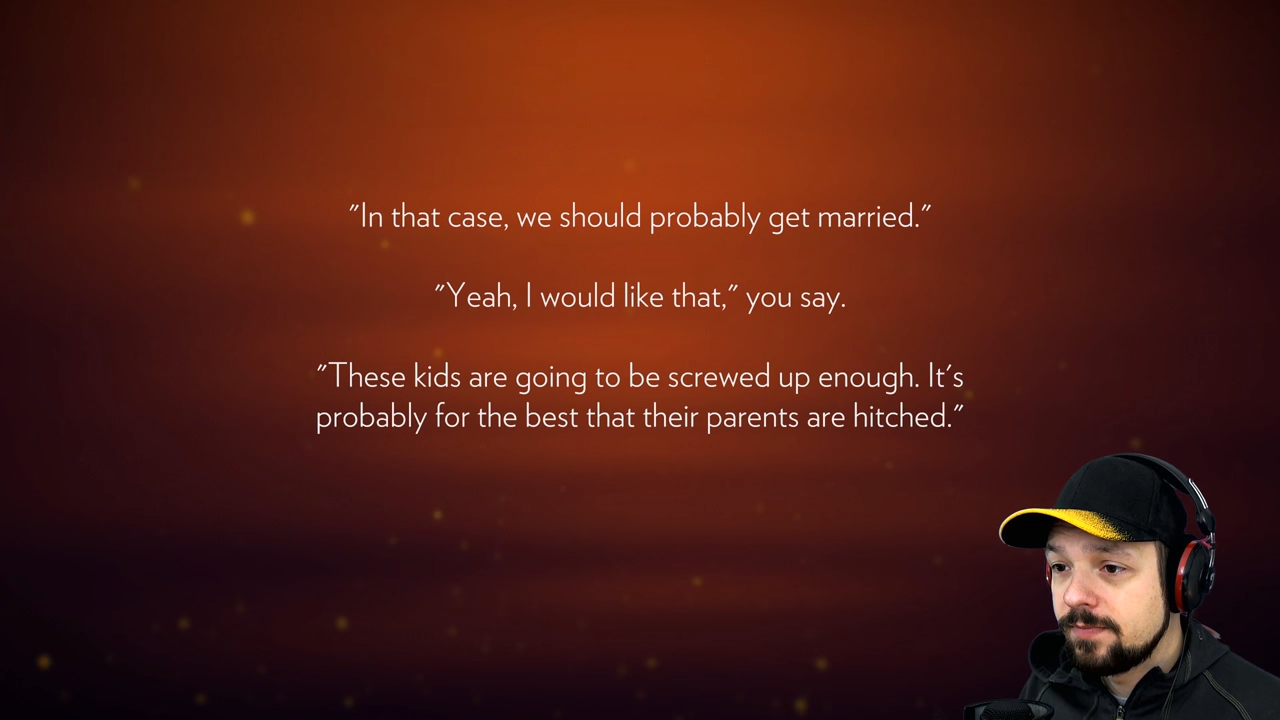 "In that case, we should probably get married."
"Yeah, I would like that," you say.
"These kids are going to be screwed up enough. It's
probably for the best that their parents are hitched."